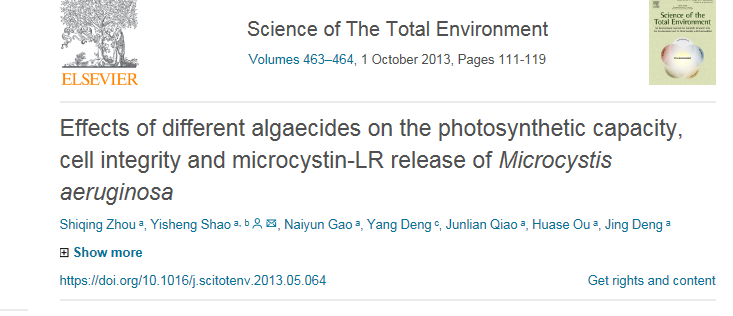 Science of The Total Environment
Volumes 463–464, 1 October 2013, Pages 111-119
ELSEVIER
Science of the
Total Environment
Effects of different algaecides on the photosynthetic capacity,
cell integrity and microcystin-LR release of Microcystis
aeruginosa
Shiqing Zhou a, Yisheng Shao a, b, Naiyun Gao a, Yang Deng c, Junlian Qiao a, Huase Ou a, Jing Deng a
Show more
https://doi.org/10.1016/j.scitotenv.2013.05.064
Get rights and content